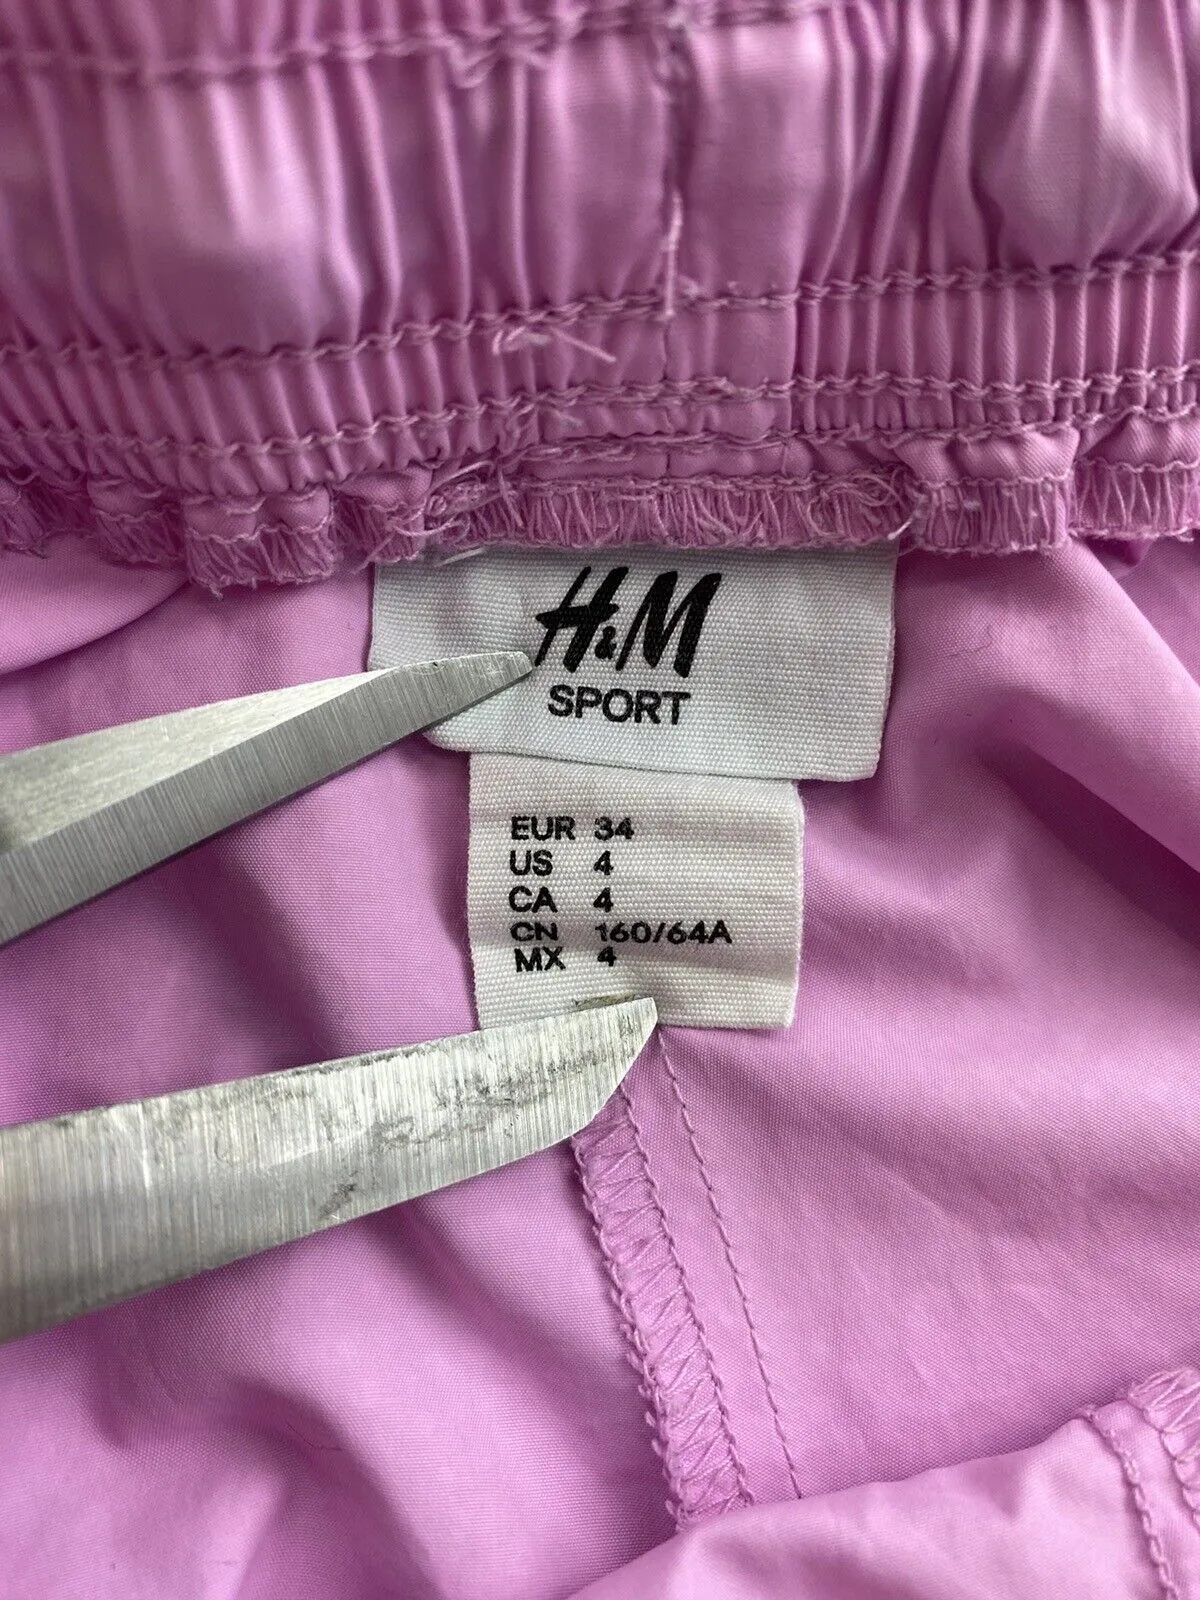 H&M
SPORT
EUR 34
US 4
CA 4
CN 160/64A
MX 4